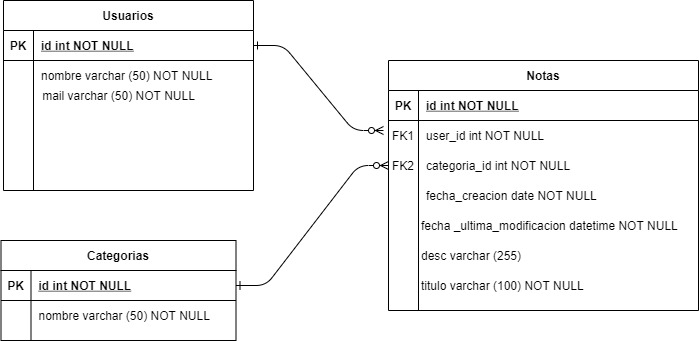 Usuarios
PK id int NOT NULL
nombre varchar (50) NOT NULL
mail varchar (50) NOT NULL
Notas
PK id int NOT NULL
FK1 user_id int NOT NULL
FK2 categoria_id int NOT NULL
fecha_creacion date NOT NULL
fecha _ultima_modificacion datetime NOT NULL
desc varchar (255)
titulo varchar (100) NOT NULL
Categorias
PK id int NOT NULL
nombre varchar (50) NOT NULL